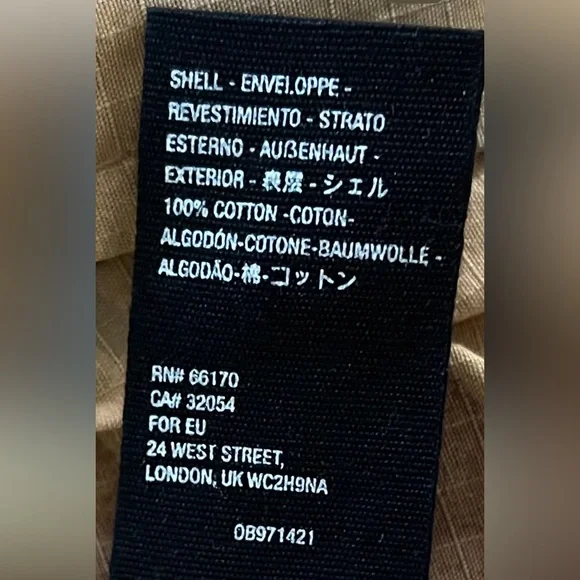 SHELL - ENVELOPPE -
REVESTIMIENTO - STRATO
ESTERNO - AUßENHAUT -
EXTERIOR - 表层 - シェル
100% COTTON -COTON-
ALGODÓN-COTONE-BAUMWOLLE -
ALGODÃO-棉-コットン
RN# 66170
CA# 32054
FOR EU
24 WEST STREET,
LONDON, UK WC2H9NA
0B971421